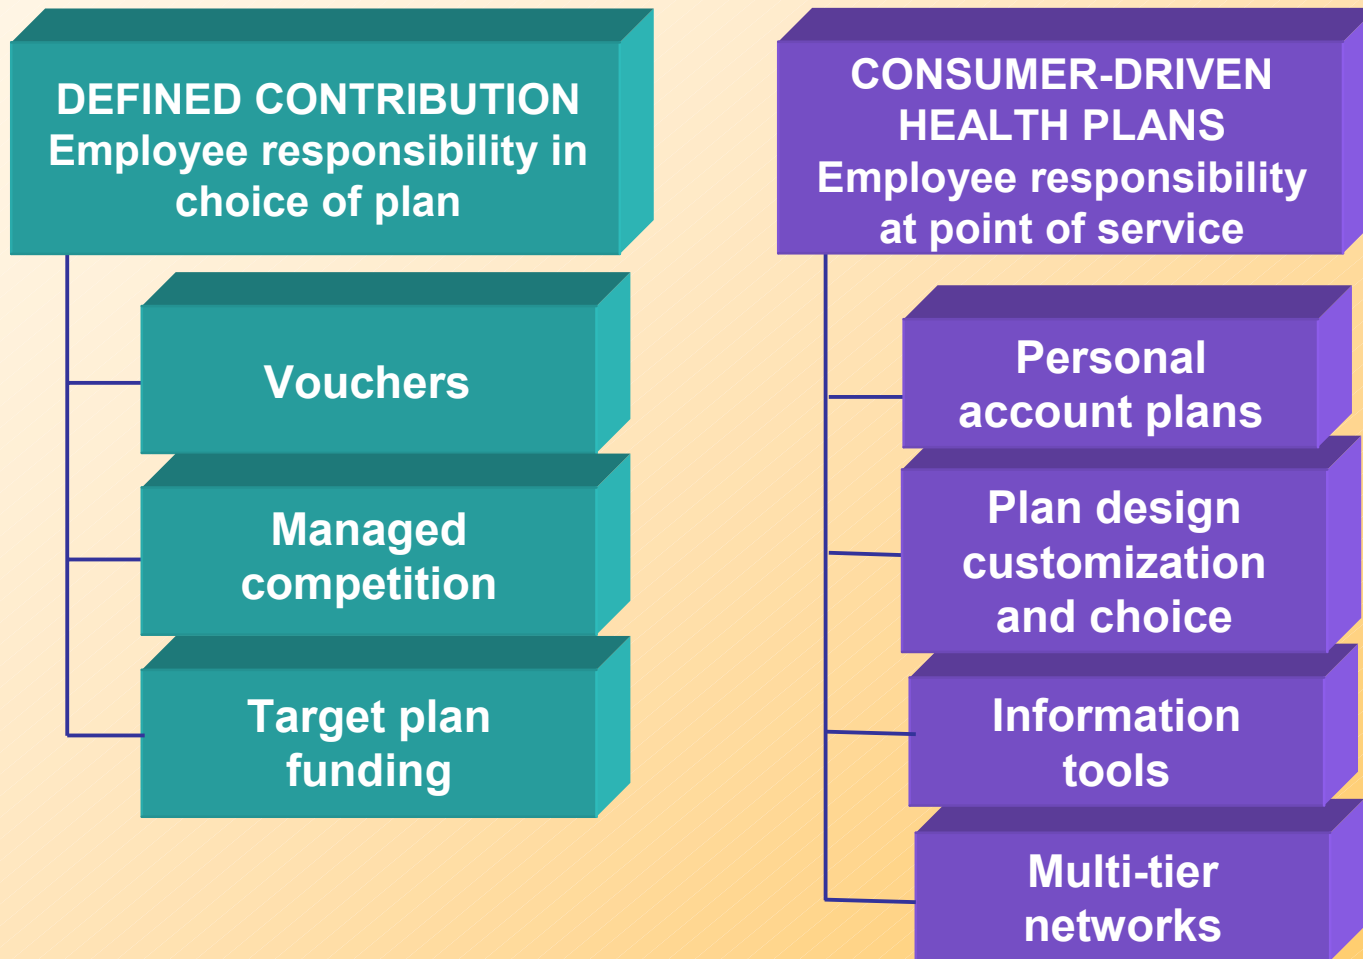 DEFINED CONTRIBUTION
Employee responsibility in
choice of plan
Vouchers
Managed
competition
Target plan
funding
CONSUMER-DRIVEN
HEALTH PLANS
Employee responsibility
at point of service
Personal
account plans
Plan design
customization
and choice
Information
tools
Multi-tier
networks